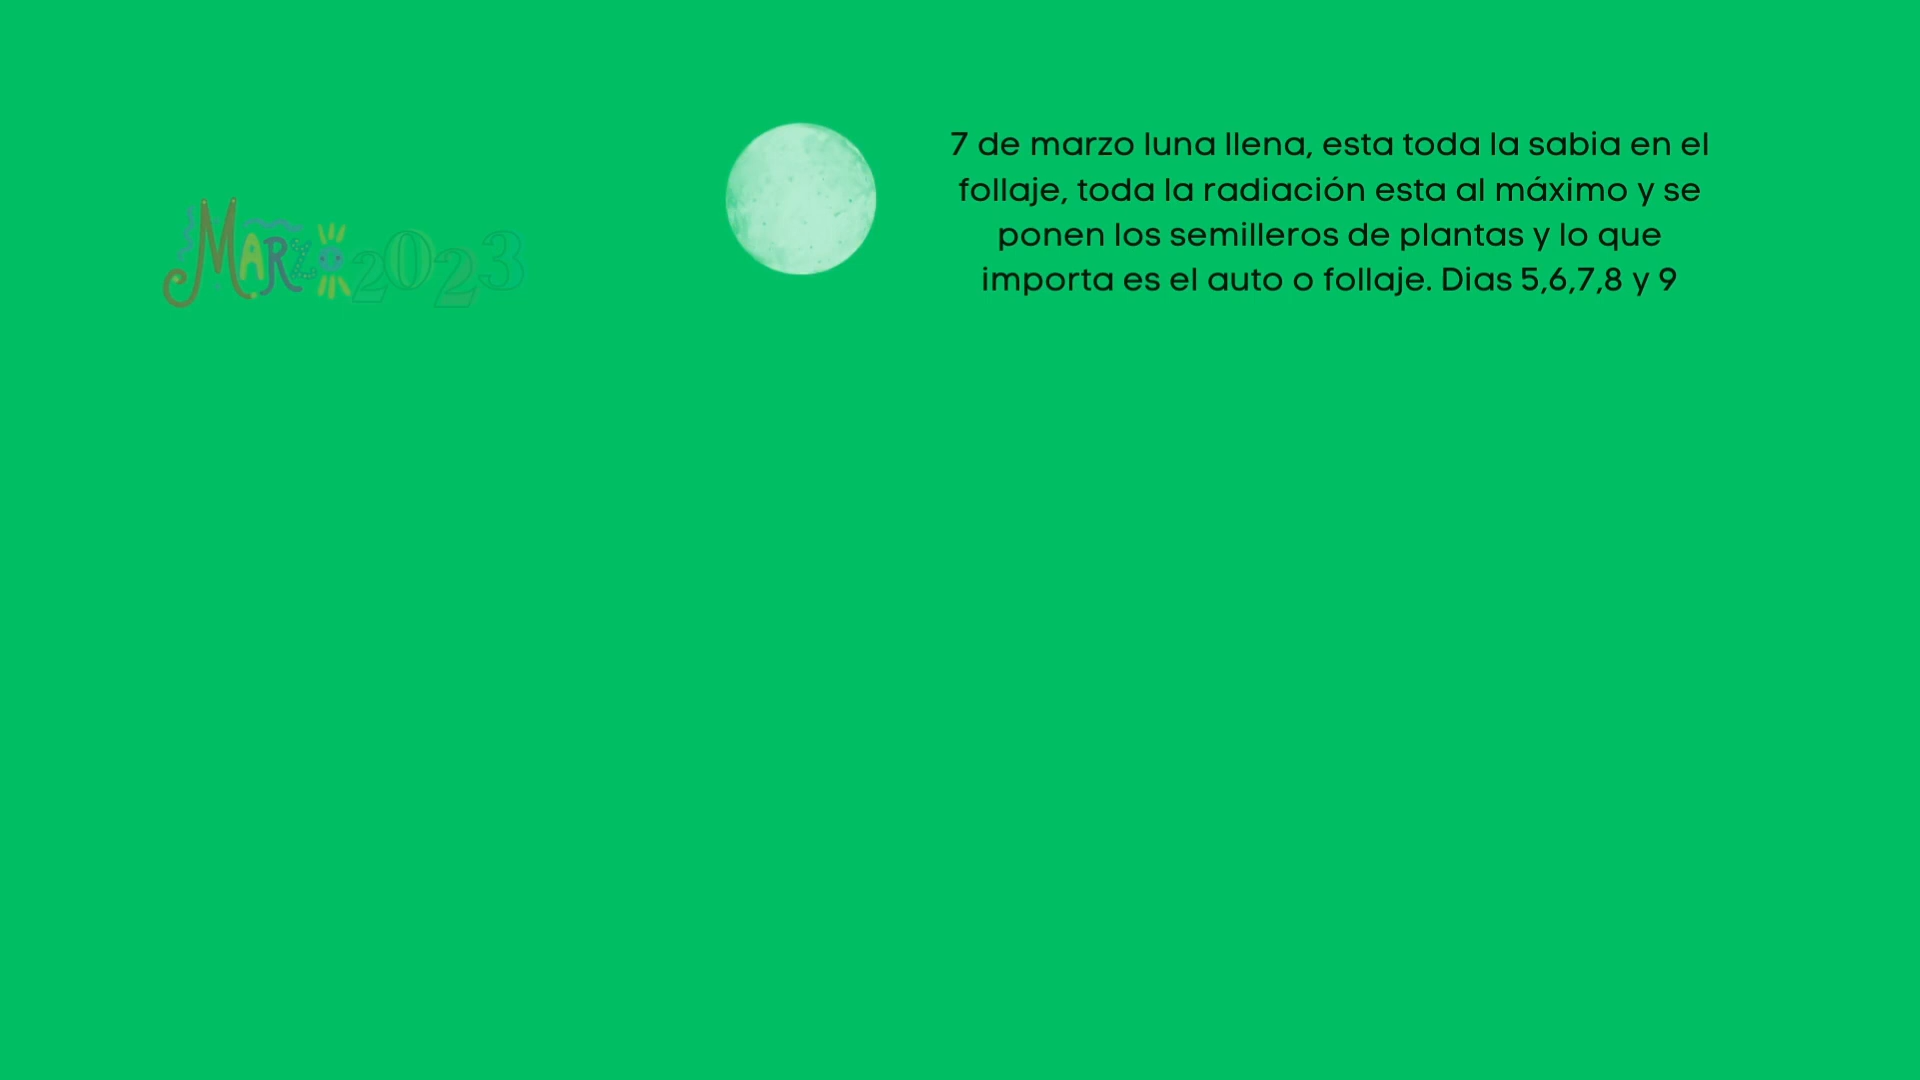 Marzo 2023
7 de marzo luna llena, esta toda la sabia en el
follaje, toda la radiación esta al máximo y se
ponen los semilleros de plantas y lo que
importa es el auto o follaje. Dias 5,6,7,8 y 9